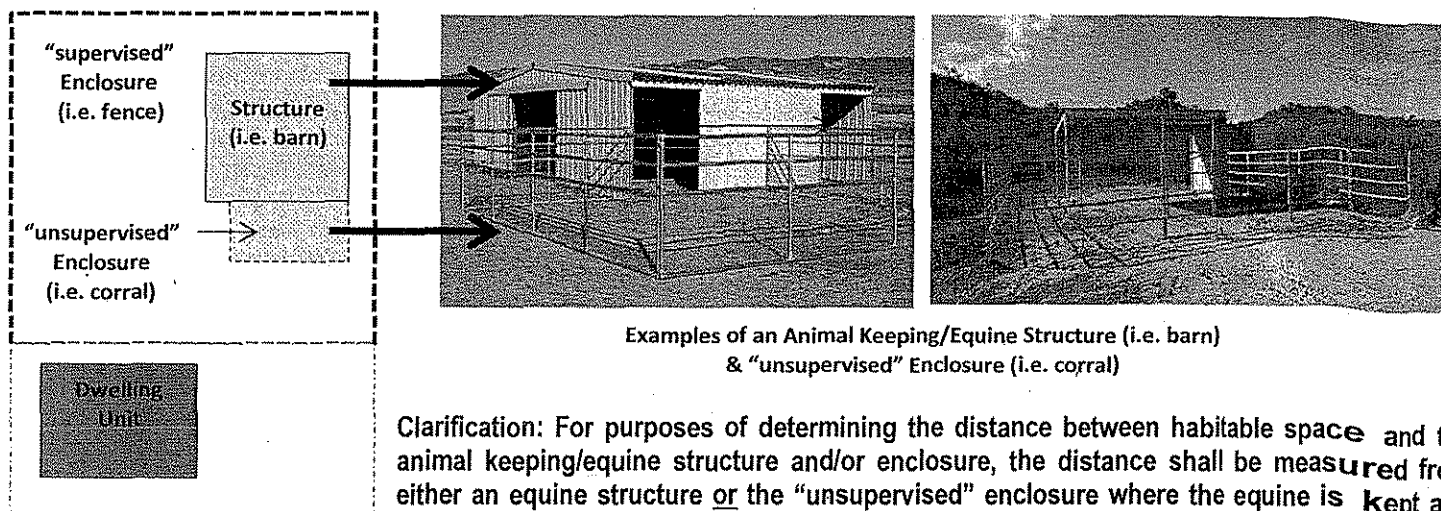 "supervised"
Enclosure
(i.e. fence)
Structure
(i.e. barn)
"unsupervised"
Enclosure
(i.e. corral)
Dwelling
Unit
Examples of an Animal Keeping/Equine Structure (i.e. barn)
& "unsupervised" Enclosure (i.e. corral)
Clarification: For purposes of determining the distance between habitable space and
animal keeping/equine structure and/or enclosure, the distance shall be measured
either an equine structure or the "unsupervised" enclosure where the equine is kept